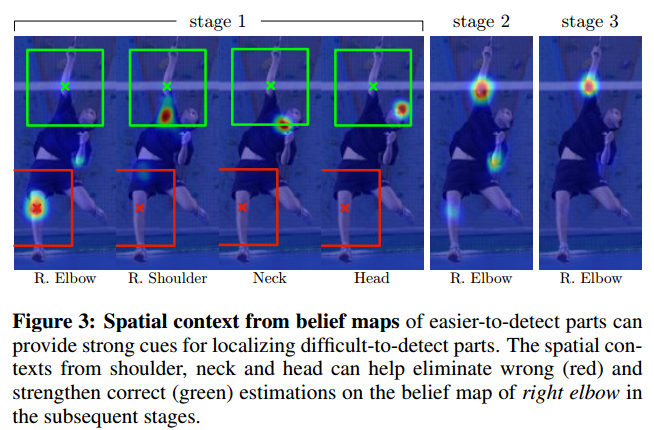 stage 1 stage 2 stage 3
R. Elbow R. Shoulder Neck Head R. Elbow R. Elbow
Figure 3: Spatial context from belief maps of easier-to-detect parts can
provide strong cues for localizing difficult-to-detect parts. The spatial con-
texts from shoulder, neck and head can help eliminate wrong (red) and
strengthen correct (green) estimations on the belief map of right elbow in
the subsequent stages.